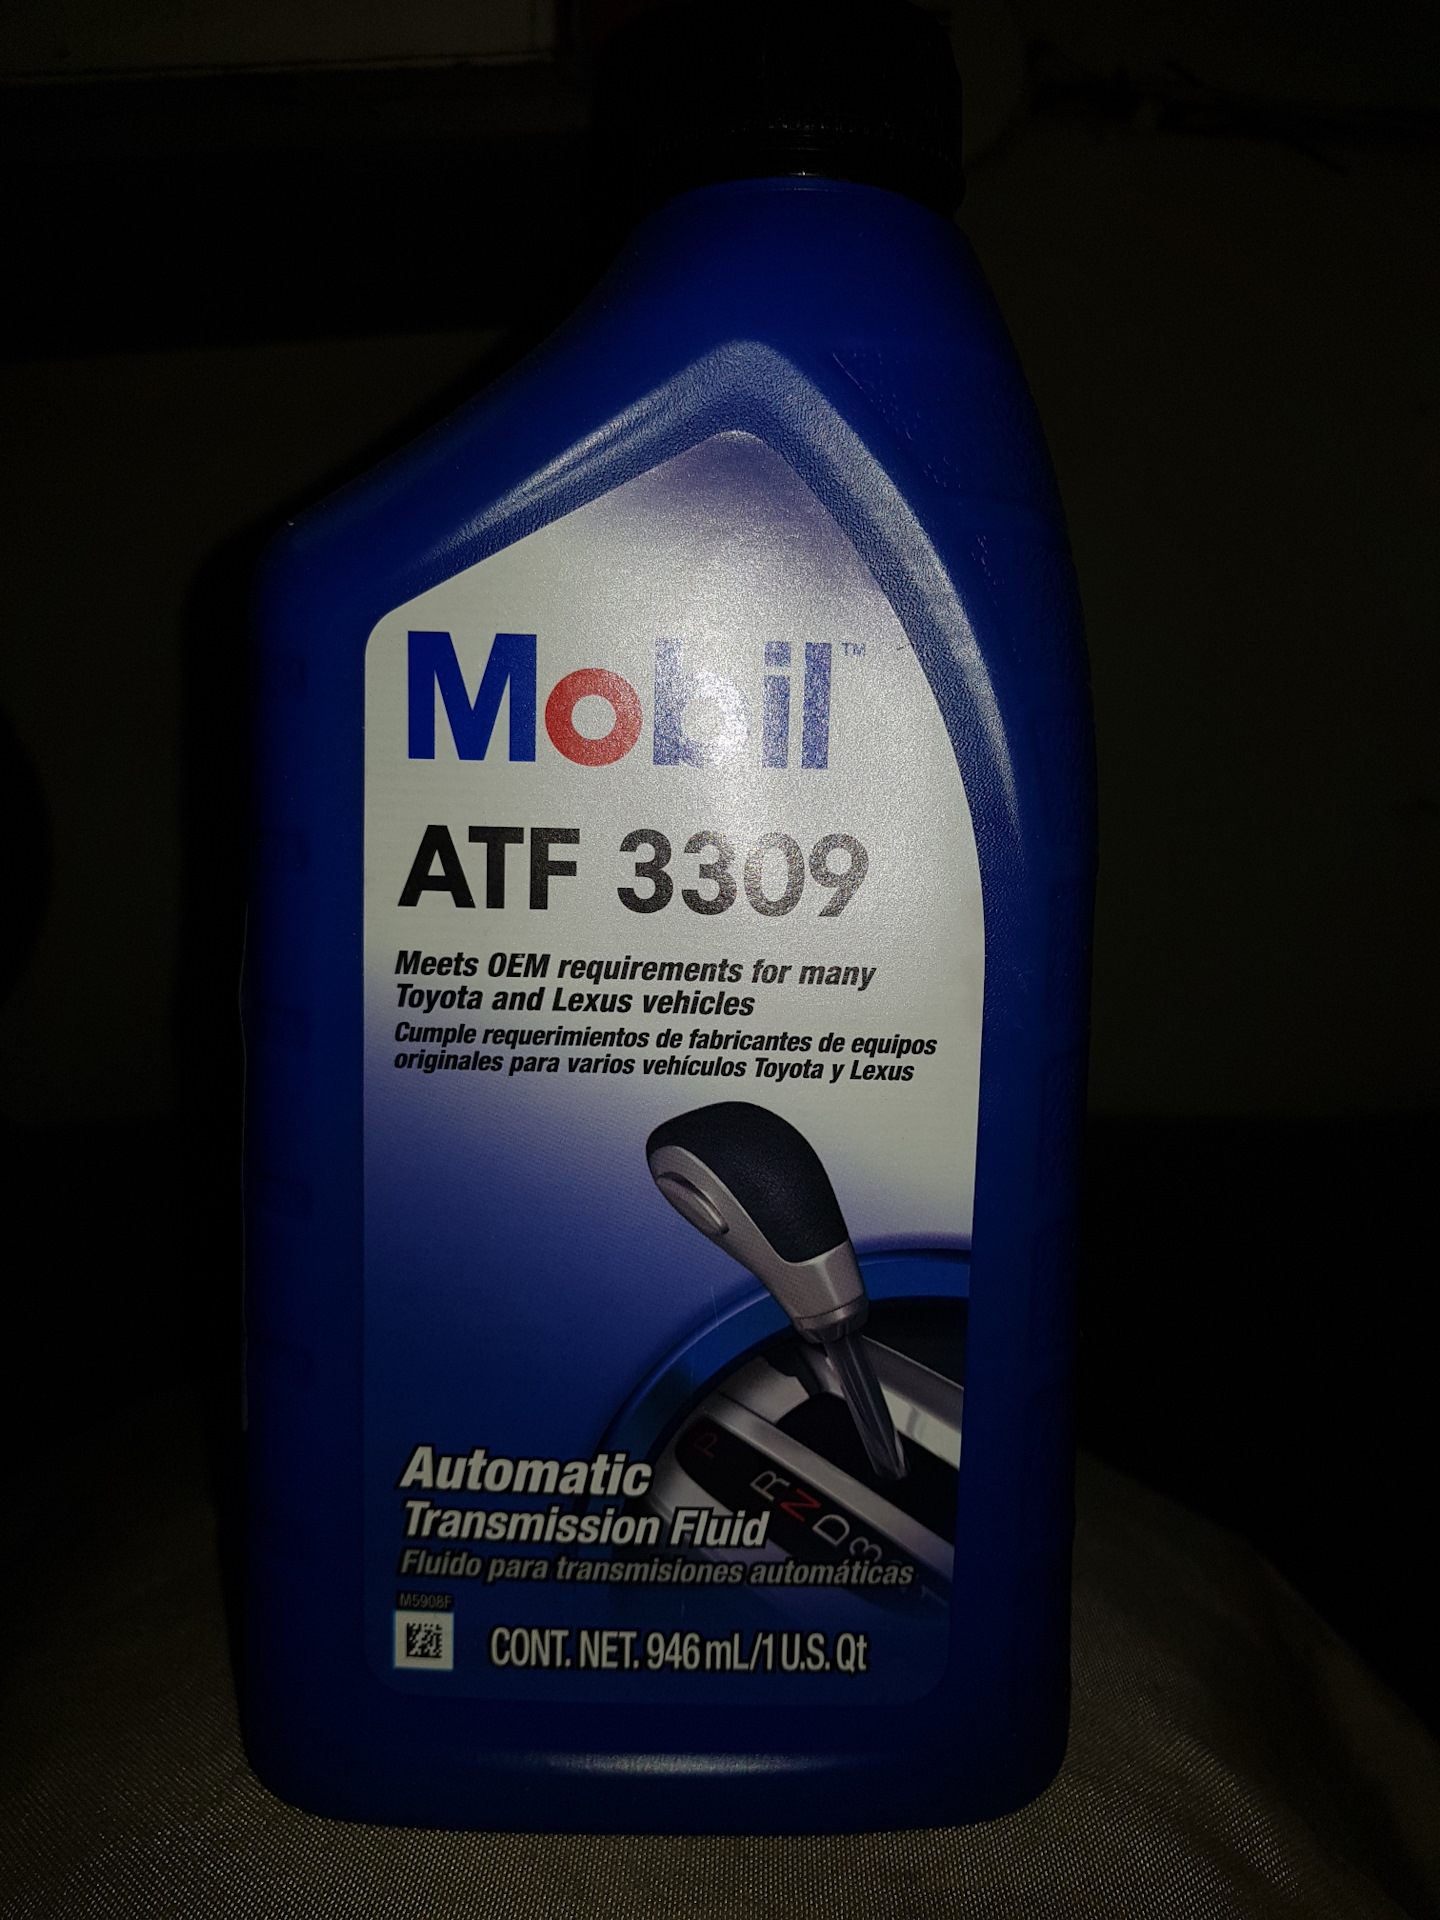 Mobil™
ATF 3309
Meets OEM requirements for many
Toyota and Lexus vehicles
Cumple requerimientos de fabricantes de equipos
originales para varios vehículos Toyota y Lexus
P
R
N
D
3
Automatic
Transmission Fluid
Fluido para transmisiones automáticas
M5908F
CONT. NET. 946 mL/1 U.S. Qt